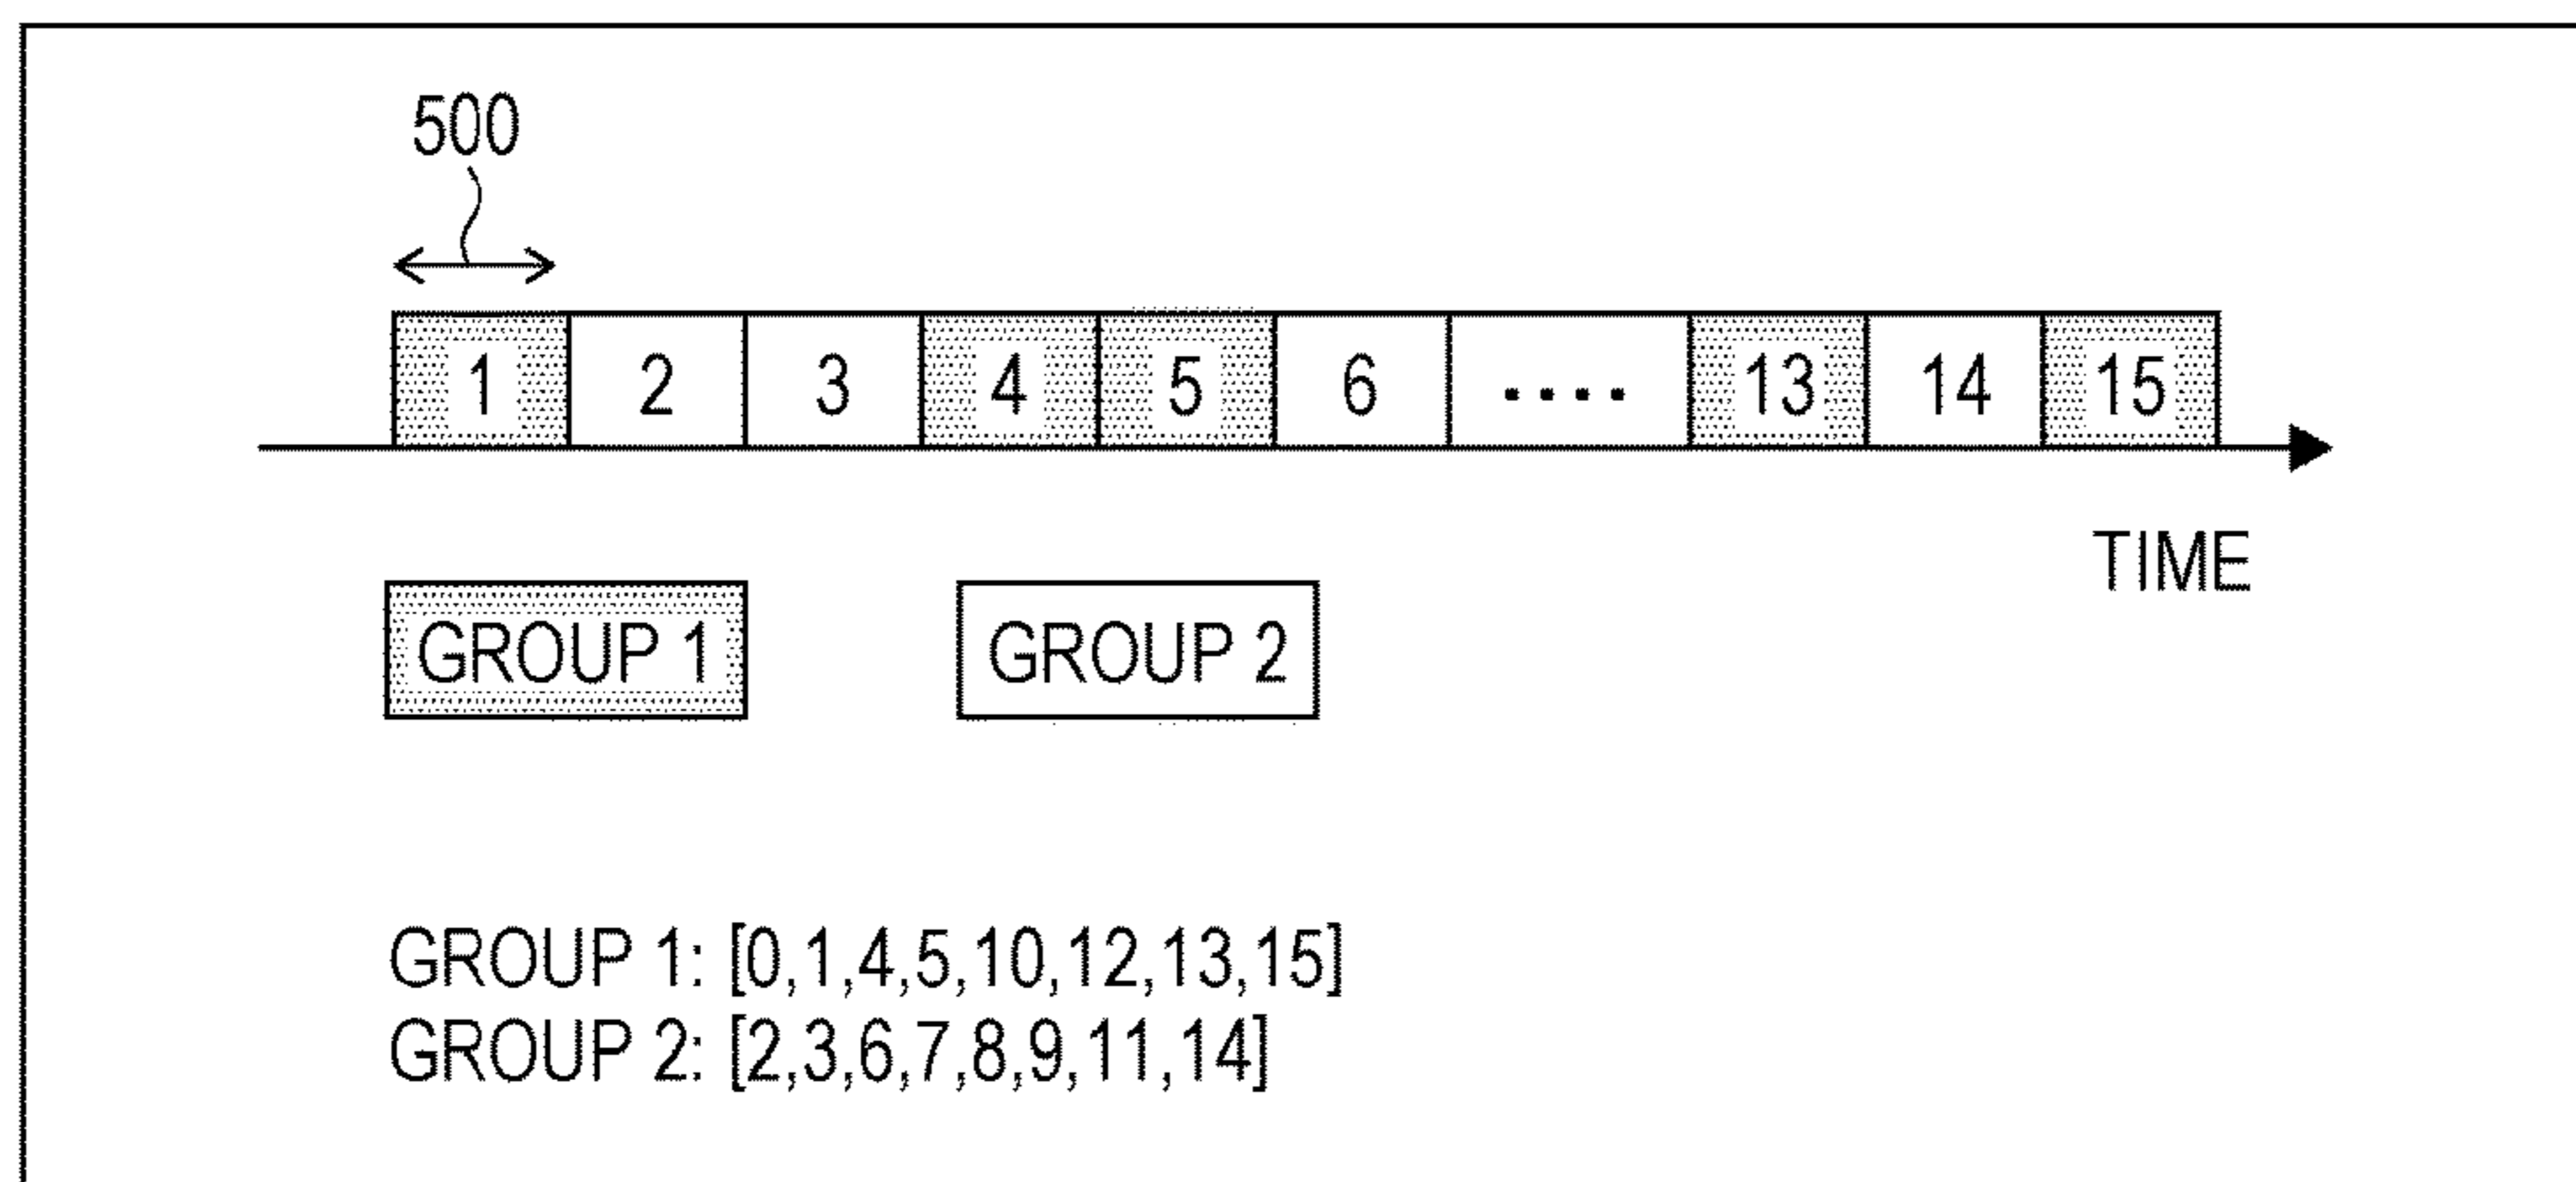 500
1 2 3 4 5 6 .... 13 14 15
TIME
GROUP 1 GROUP 2
GROUP 1: [0,1,4,5,10,12,13,15]
GROUP 2: [2,3,6,7,8,9,11,14]